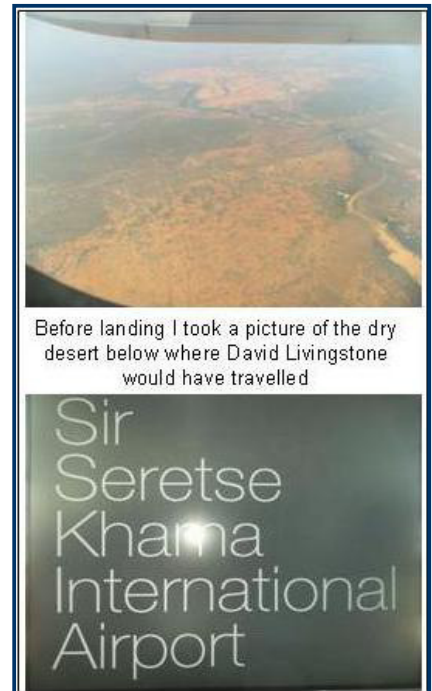 Before landing I took a picture of the dry
desert below where David Livingstone
would have travelled
Sir
Seretse
Khama
International
Airport